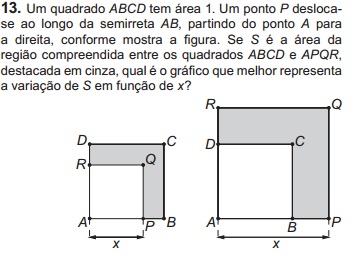 13. Um quadrado ABCD tem área 1. Um ponto P desloca-
se ao longo da semirreta AB, partindo do ponto A para
a direita, conforme mostra a figura. Se S é a área da
região compreendida entre os quadrados ABCD e APQR,
destacada em cinza, qual é o gráfico que melhor representa
a variação de S em função de x?
R Q
D C
R Q
D C
A P B
x
A B P
x